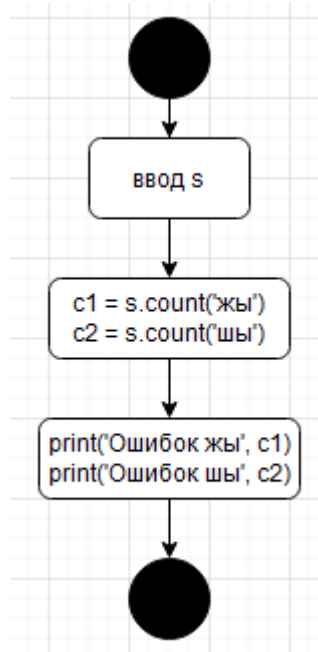 ввод s
c1 = s.count('жы')
c2 = s.count('шы')
print('Ошибок жы', c1)
print('Ошибок шы', c2)